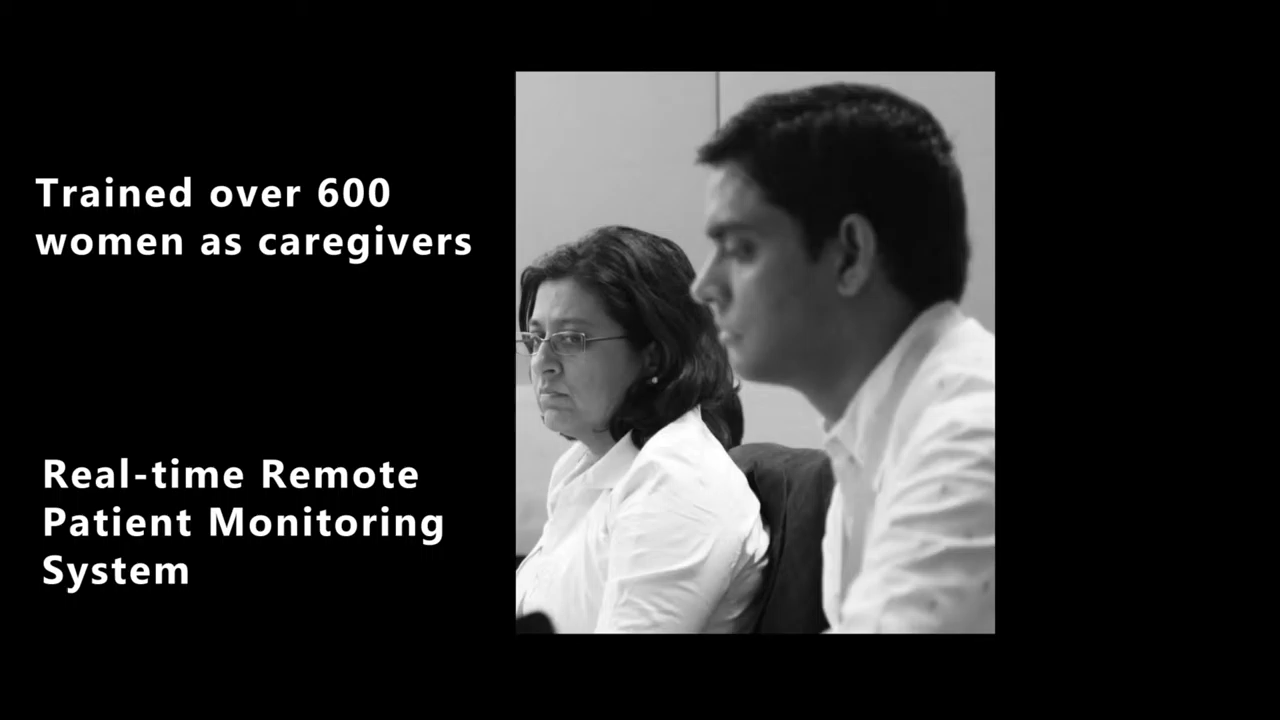 Trained over 600
women as caregivers
Real-time Remote
Patient Monitoring
System